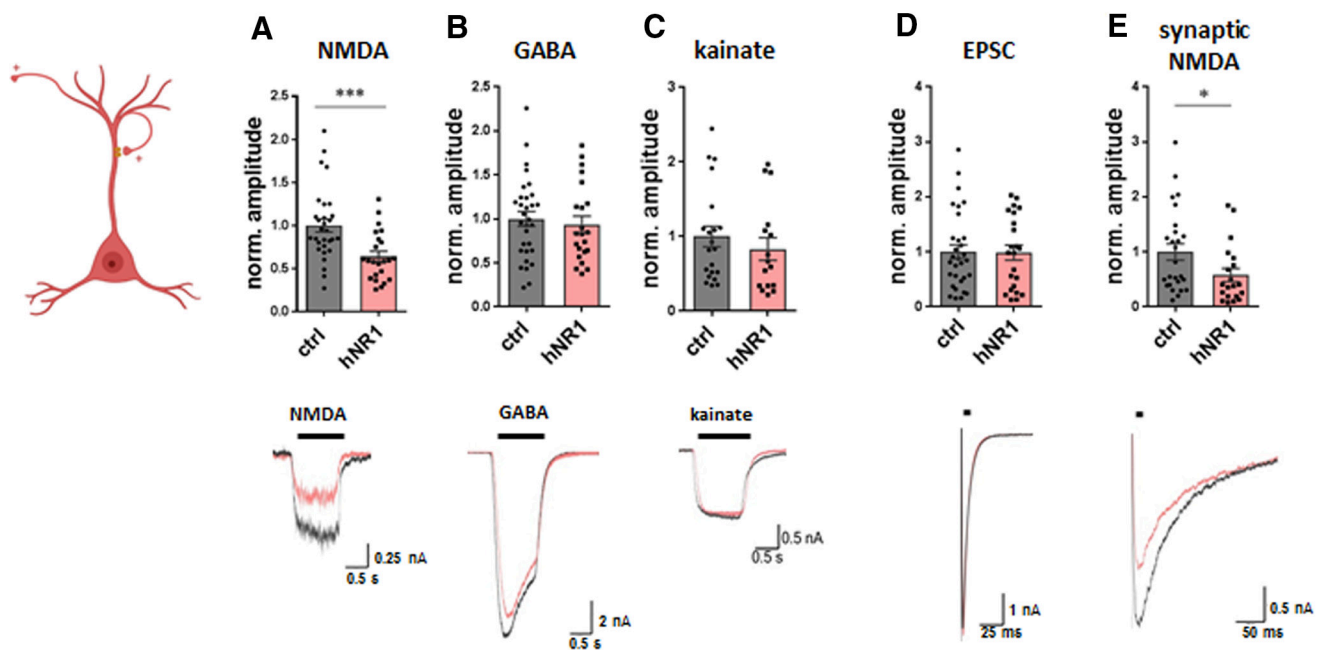 A
NMDA
***
norm. amplitude
2.5
2.0
1.5
1.0
0.5
0.0
ctrl
hNR1
NMDA
0.25 nA
0.5 s
B
GABA
norm. amplitude
2.5
2.0
1.5
1.0
0.5
0.0
ctrl
hNR1
GABA
2 nA
0.5 s
C
kainate
norm. amplitude
3
2
1
0
ctrl
hNR1
kainate
0.5 nA
0.5 s
D
EPSC
norm. amplitude
4
3
2
1
0
ctrl
hNR1
1 nA
25 ms
E
synaptic
NMDA
*
norm. amplitude
4
3
2
1
0
ctrl
hNR1
0.5 nA
50 ms
+
+